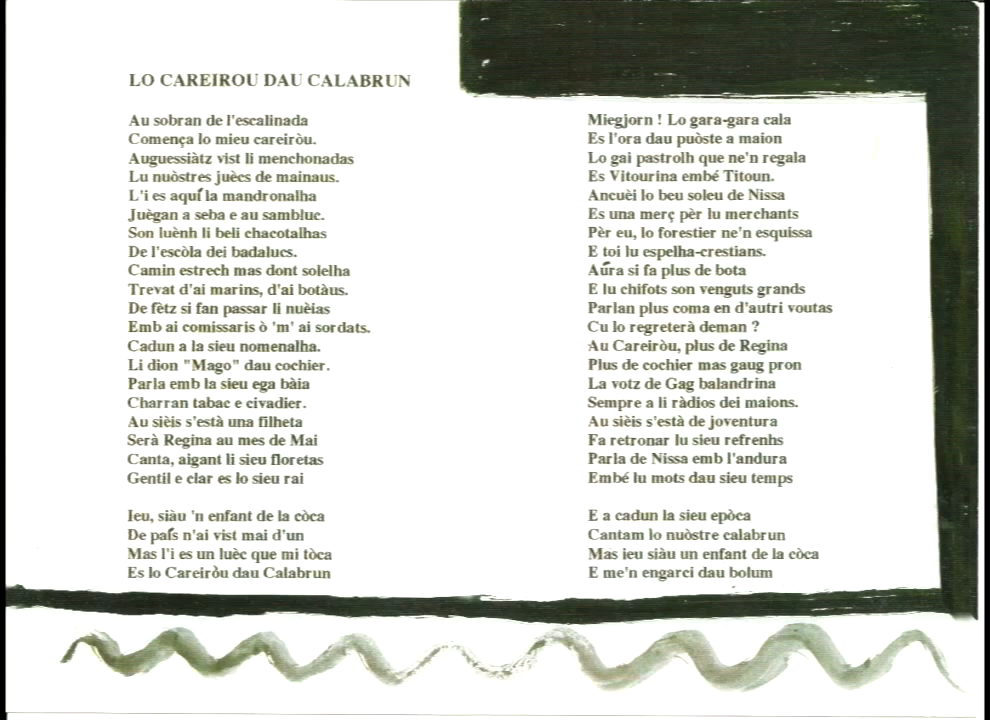 LO CAREIROU DAU CALABRUN
Au sobran de l'escalinada
Comença lo mieu careiròu.
Auguessiàtz vist li menchonadas
Lu nuòstres juècs de mainaus.
L'i es aquí la mandronalha
Juègan a seba e au sambluc.
Son luènh li beli chacotalhas
De l'escòla dei badalucs.
Camin estrech mas dont solelha
Trevat d'ai marins, d'ai botàus.
De fètz si fan passar li nuèias
Emb ai comissaris ò 'm' ai sordats.
Cadun a la sieu nomenalha.
Li dion "Mago" dau cochier.
Parla emb la sieu ega bàia
Charran tabac e civadier.
Au sièis s'està una filheta
Serà Regina au mes de Mai
Canta, aigant li sieu floretas
Gentil e clar es lo sieu rai
Ieu, siàu 'n enfant de la còca
De país n'ai vist mai d'un
Mas l'i es un luèc que mi tòca
Es lo Careiròu dau Calabrun
Miegjorn ! Lo gara-gara cala
Es l'ora dau puòste a maion
Lo gai pastrolh que ne'n regala
Es Vitourina embé Titoun.
Ancuèi lo beu soleu de Nissa
Es una merç pèr lu merchants
Pèr eu, lo forestier ne'n esquissa
E toi lu espelha-crestians.
Aúra si fa plus de bota
E lu chifots son venguts grands
Parlan plus coma en d'autri voutas
Cu lo regreterà deman ?
Au Careiròu, plus de Regina
Plus de cochier mas gaug pron
La votz de Gag balandrina
Sempre a li ràdios dei maions.
Au sièis s'està de joventura
Fa retronar lu sieu refrenhs
Parla de Nissa emb l'andura
Embé lu mots dau sieu temps
E a cadun la sieu epòca
Cantam lo nuòstre calabrun
Mas ieu siàu un enfant de la còca
E me'n engarci dau bolum